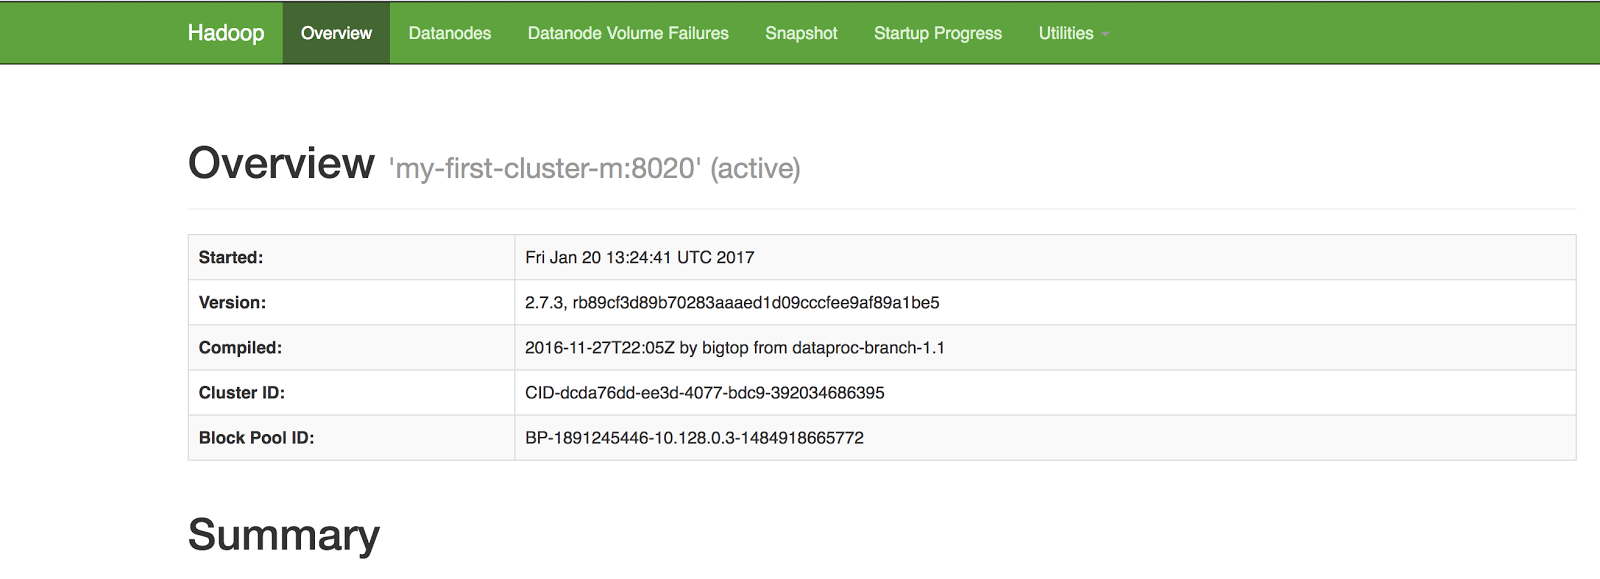 Hadoop Overview Datanodes Datanode Volume Failures Snapshot Startup Progress Utilities
Overview 'my-first-cluster-m:8020' (active)
Started: Fri Jan 20 13:24:41 UTC 2017
Version: 2.7.3, rb89cf3d89b70283aaaed1d09cccfee9af89a1be5
Compiled: 2016-11-27T22:05Z by bigtop from dataproc-branch-1.1
Cluster ID: CID-dcda76dd-ee3d-4077-bdc9-392034686395
Block Pool ID: BP-1891245446-10.128.0.3-1484918665772
Summary